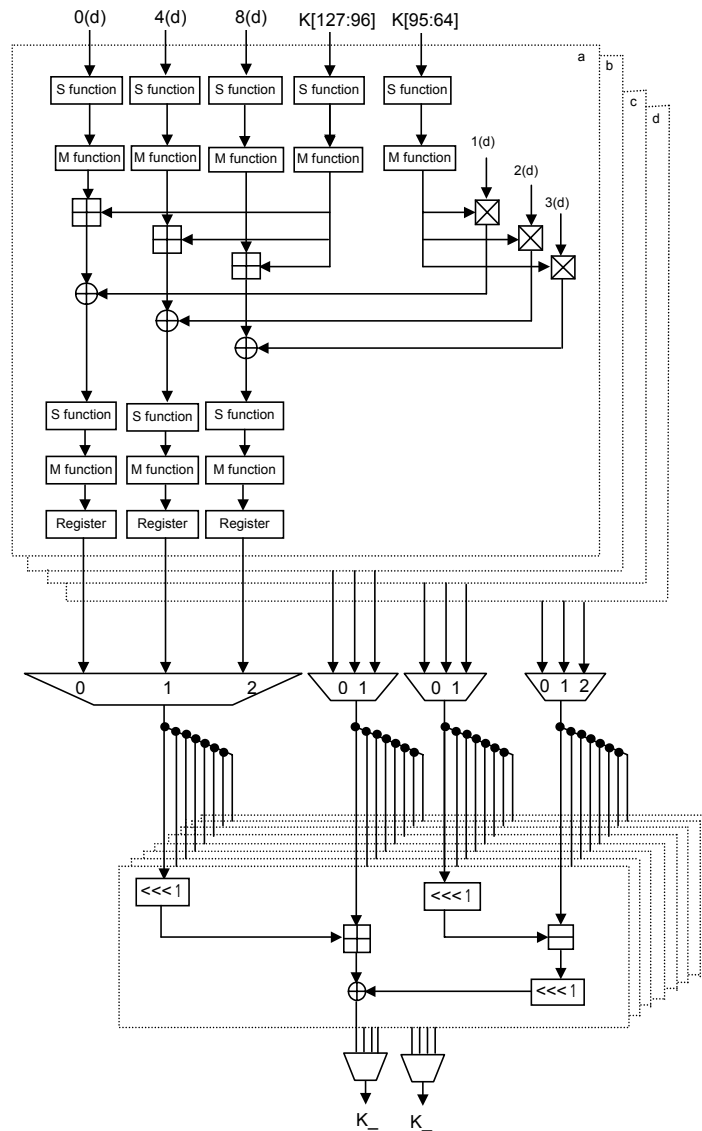 0(d) 4(d) 8(d) K[127:96] K[95:64]
a
b
c
d
S function S function S function S function S function
1(d)
M function M function M function M function M function
2(d)
3(d)
S function S function S function
M function M function M function
Register Register Register
0 1 2 0 1 0 1 0 1 2
<<<1 <<<1
<<<1
K_ K_